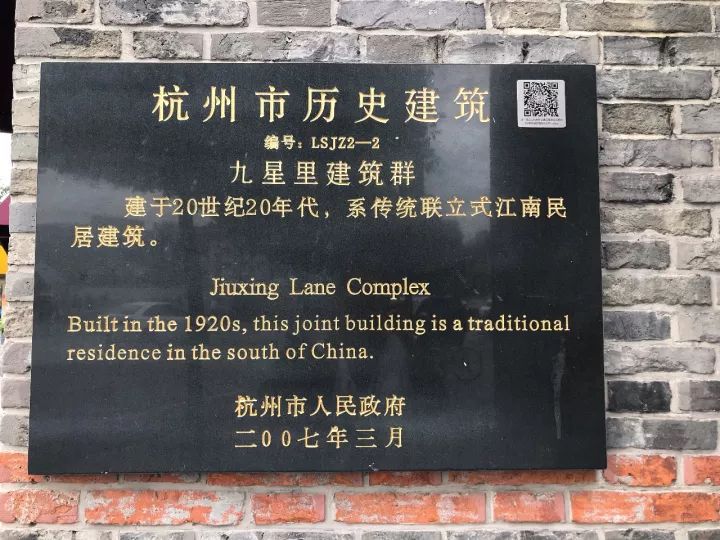 杭州市历史建筑
编号：LSJZ2—2
九星里建筑群
建于20世纪20年代，系传统联立式江南民
居建筑。
Jiuxing Lane Complex
Built in the 1920s, this joint building is a traditional
residence in the south of China.
杭州市人民政府
二00七年三月